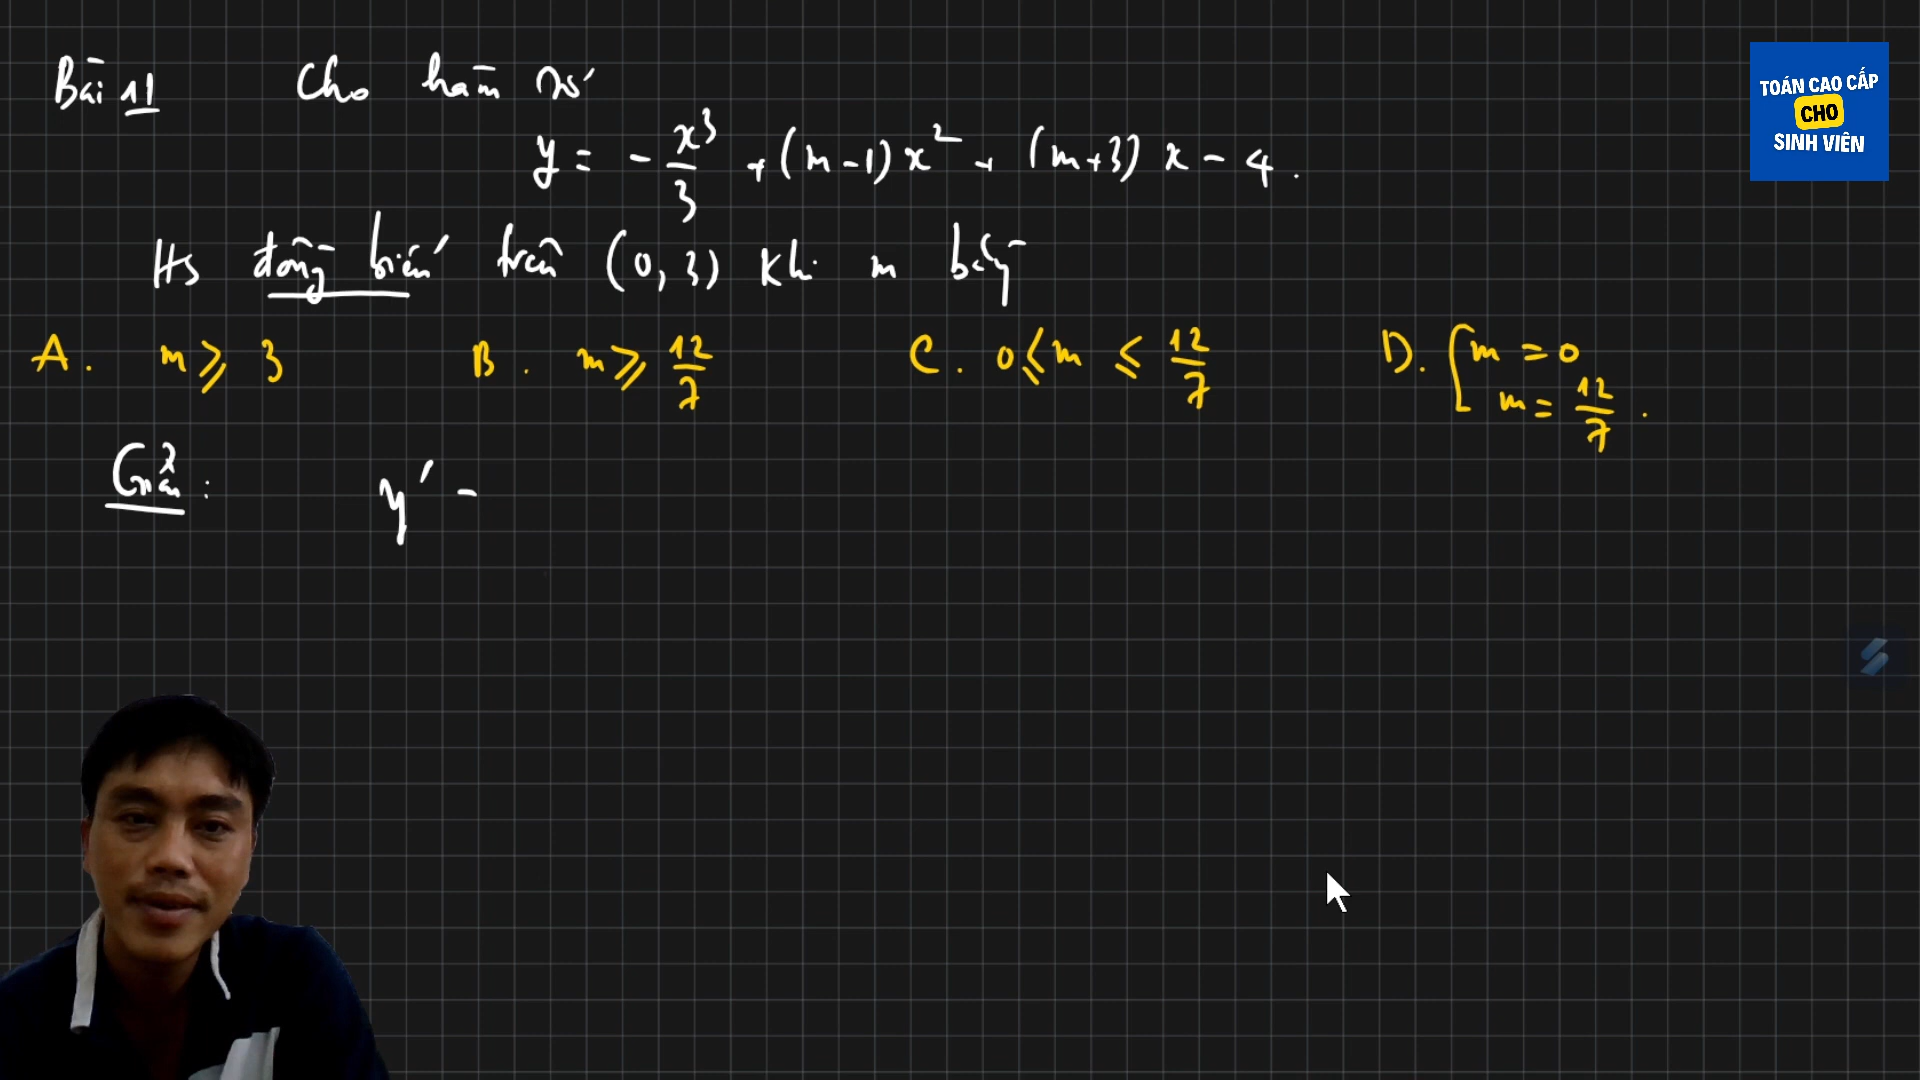 Bài 11 Cho hàm số
y = - x³/3 + (m-1)x² + (m+3)x - 4.
Hs đồng biến trên (0,3) khi m bằng
A. m ⩾ 3 B. m ⩾ 12/7 C. 0 ⩽ m ⩽ 12/7 D. [ m = 0
m = 12/7.
Giải: y' -
TOÁN CAO CẤP
CHO
SINH VIÊN